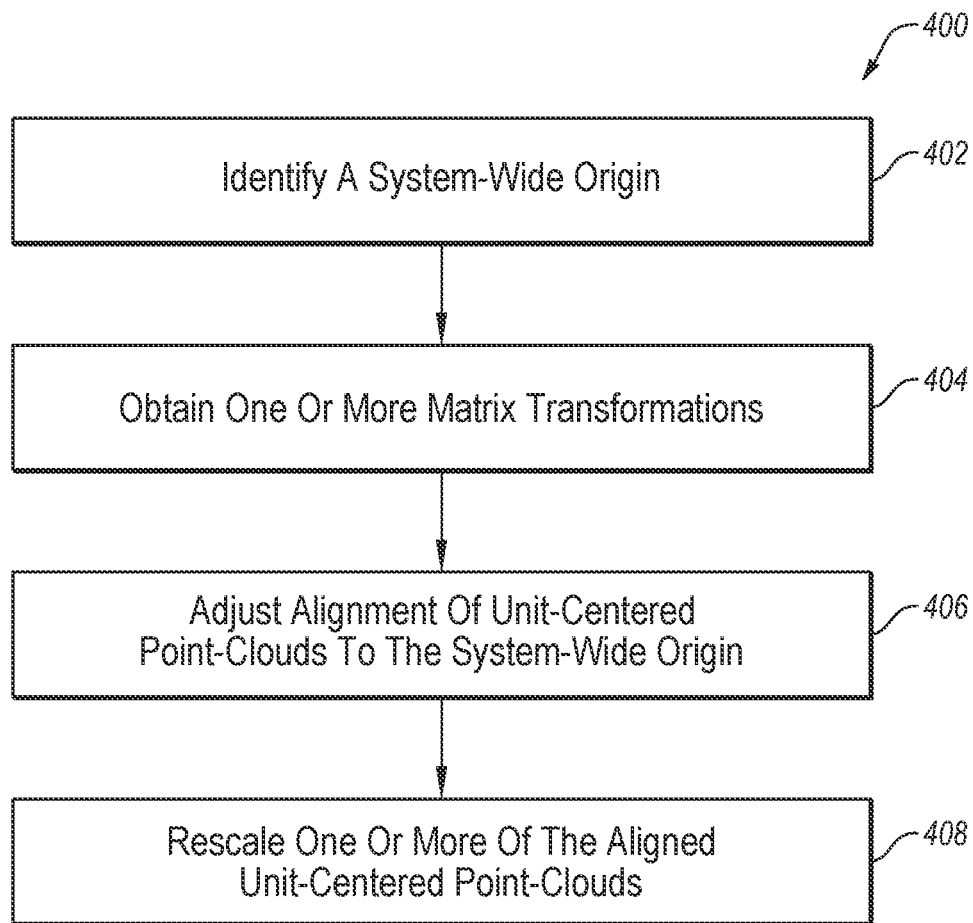 400
Identify A System-Wide Origin
402
Obtain One Or More Matrix Transformations
404
Adjust Alignment Of Unit-Centered
Point-Clouds To The System-Wide Origin
406
Rescale One Or More Of The Aligned
Unit-Centered Point-Clouds
408